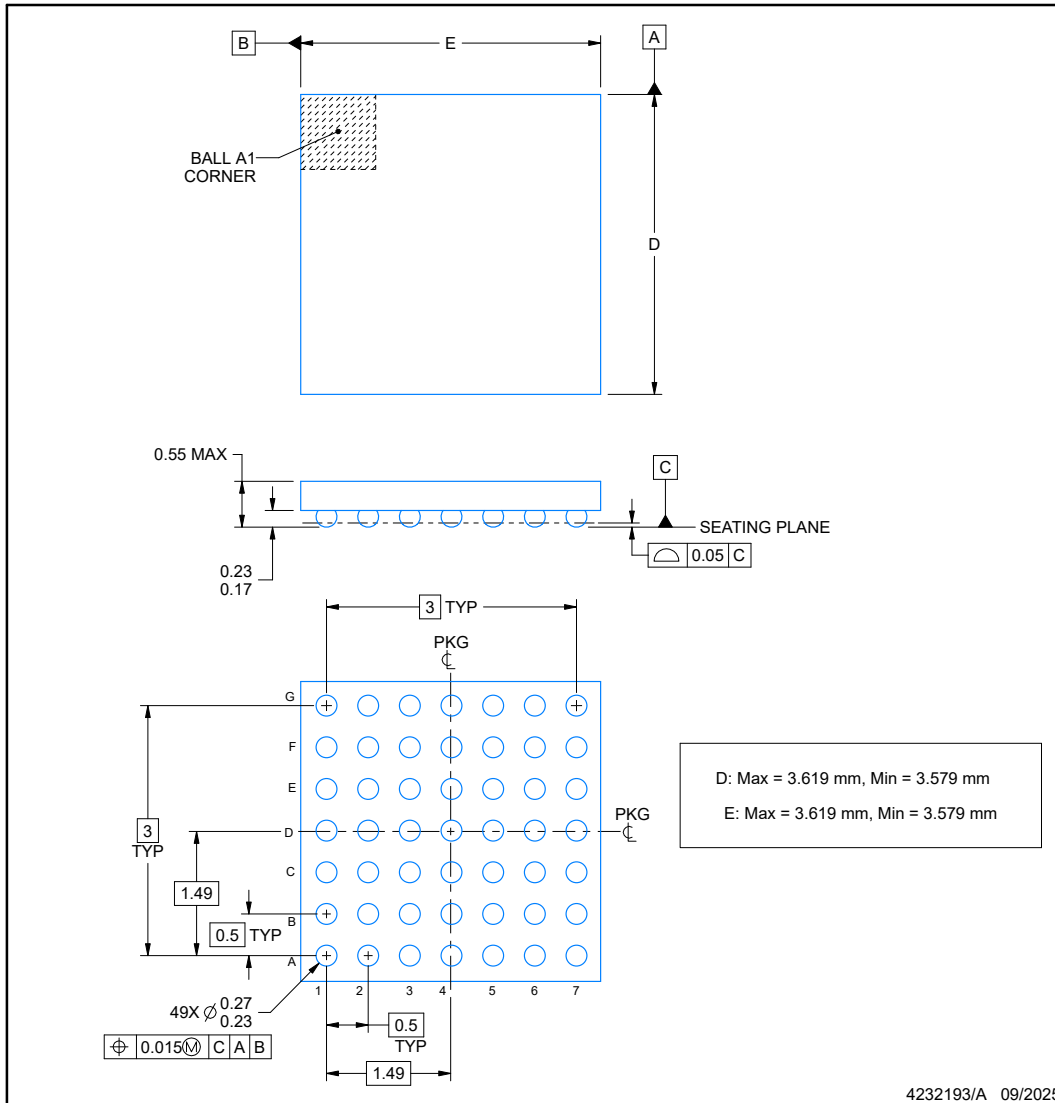 B
E
A
BALL A1
CORNER
D
0.55 MAX
C
SEATING PLANE
0.05 C
0.23
0.17
3 TYP
PKG
℄
G
F
E
D
C
B
A
3
TYP
1.49
0.5 TYP
PKG
℄
D: Max = 3.619 mm, Min = 3.579 mm
E: Max = 3.619 mm, Min = 3.579 mm
1 2 3 4 5 6 7
49X ⌀ 0.27
0.23
⌖ 0.015Ⓜ C A B
0.5
TYP
1.49
4232193/A 09/2025